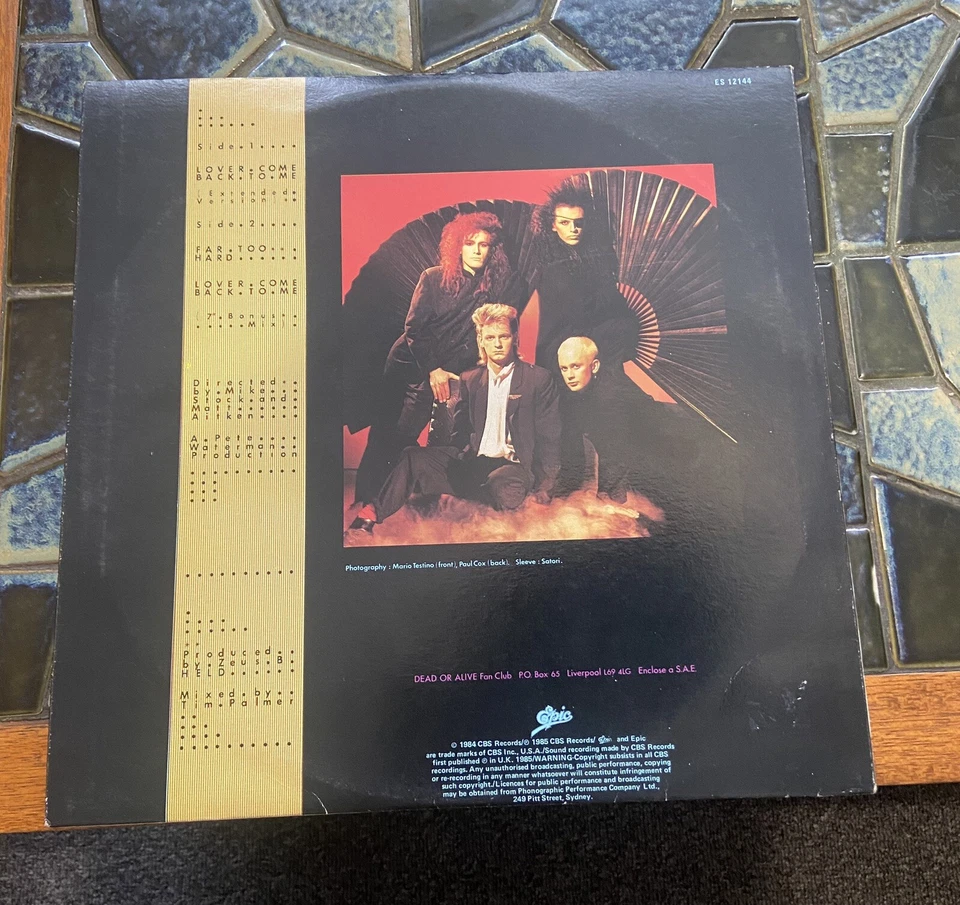 ES 12144
Side 1
LOVER COME
BACK TO ME
(Extended
Version)
Side 2
FAR TOO
HARD
LOVER COME
BACK TO ME
(7" Bonus
Mix)
Directed
by Mike
Stock and
Matt
Aitken
A Pete
Waterman
Production
Produced
by Zeus B
HELD
Mixed by
Tim Palmer
Photography : Mario Testino (front), Paul Cox (back). Sleeve : Satori.
DEAD OR ALIVE Fan Club P.O. Box 65 Liverpool L69 4LG Enclose a S.A.E.
Epic
© 1984 CBS Records/℗ 1985 CBS Records/ Epic and Epic
are trade marks of CBS Inc., U.S.A./Sound recording made by CBS Records
first published ℗ in U.K. 1985/WARNING-Copyright subsists in all CBS
recordings. Any unauthorised broadcasting, public performance, copying
or re-recording in any manner whatsoever will constitute infringement of
such copyright./Licences for public performance and broadcasting
may be obtained from Phonographic Performance Company Ltd.,
249 Pitt Street, Sydney.